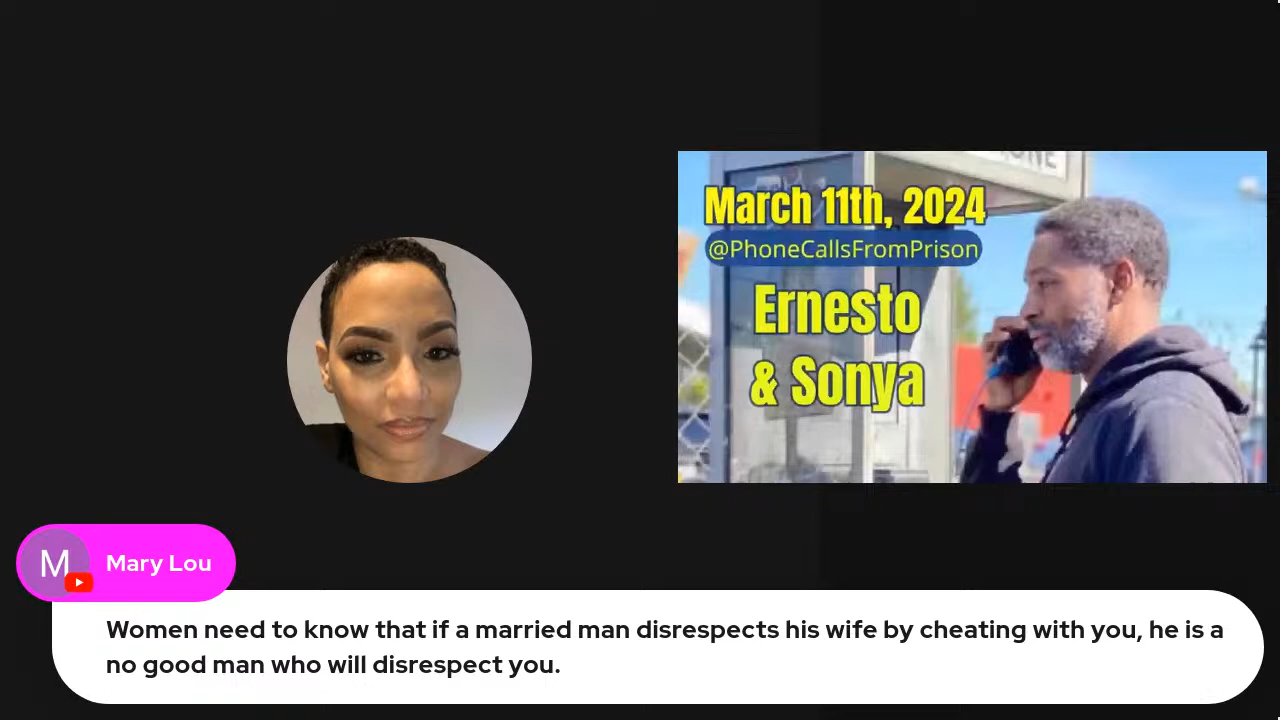 ONE
March 11th, 2024
@PhoneCallsFromPrison
Ernesto
& Sonya
M
Mary Lou
Women need to know that if a married man disrespects his wife by cheating with you, he is a
no good man who will disrespect you.